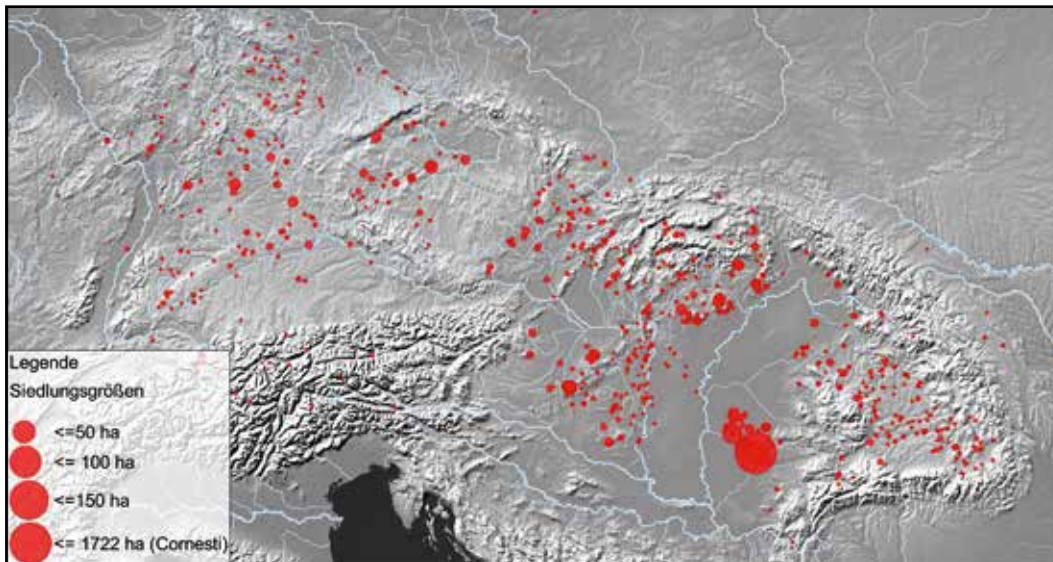 Legende
Siedlungsgrößen
<=50 ha
<= 100 ha
<=150 ha
<= 1722 ha (Cornesti)